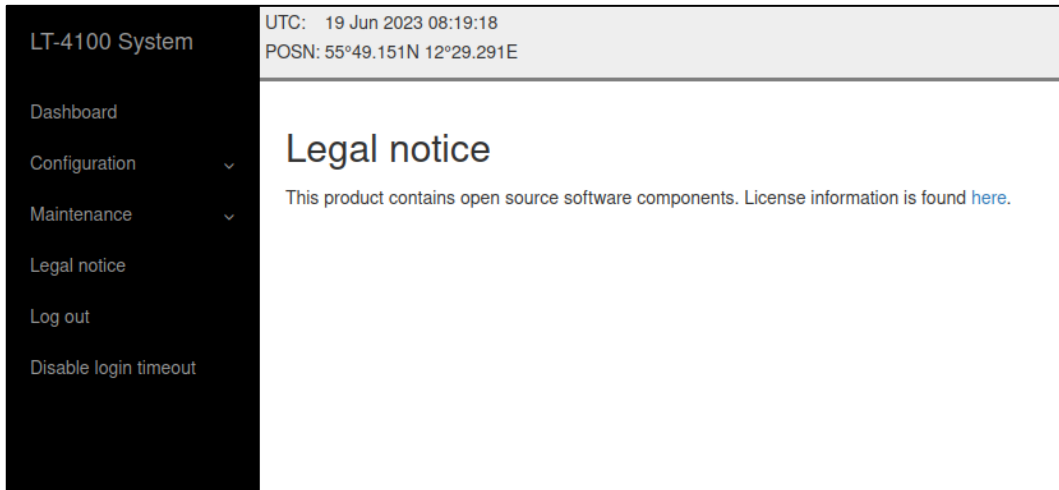 LT-4100 System
Dashboard
Configuration
Maintenance
Legal notice
Log out
Disable login timeout
UTC: 19 Jun 2023 08:19:18
POSN: 55°49.151N 12°29.291E
Legal notice
This product contains open source software components. License information is found here.